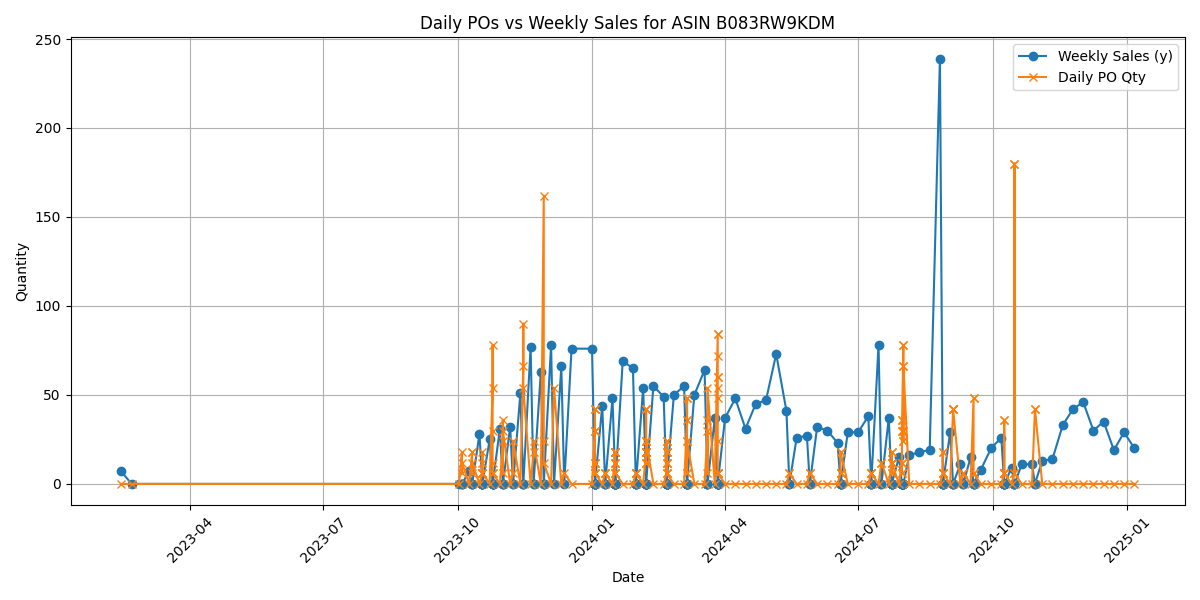 Daily POs vs Weekly Sales for ASIN B083RW9KDM
Weekly Sales (y)
Daily PO Qty
Quantity
250
200
150
100
50
0
2023-04
2023-07
2023-10
2024-01
2024-04
2024-07
2024-10
2025-01
Date